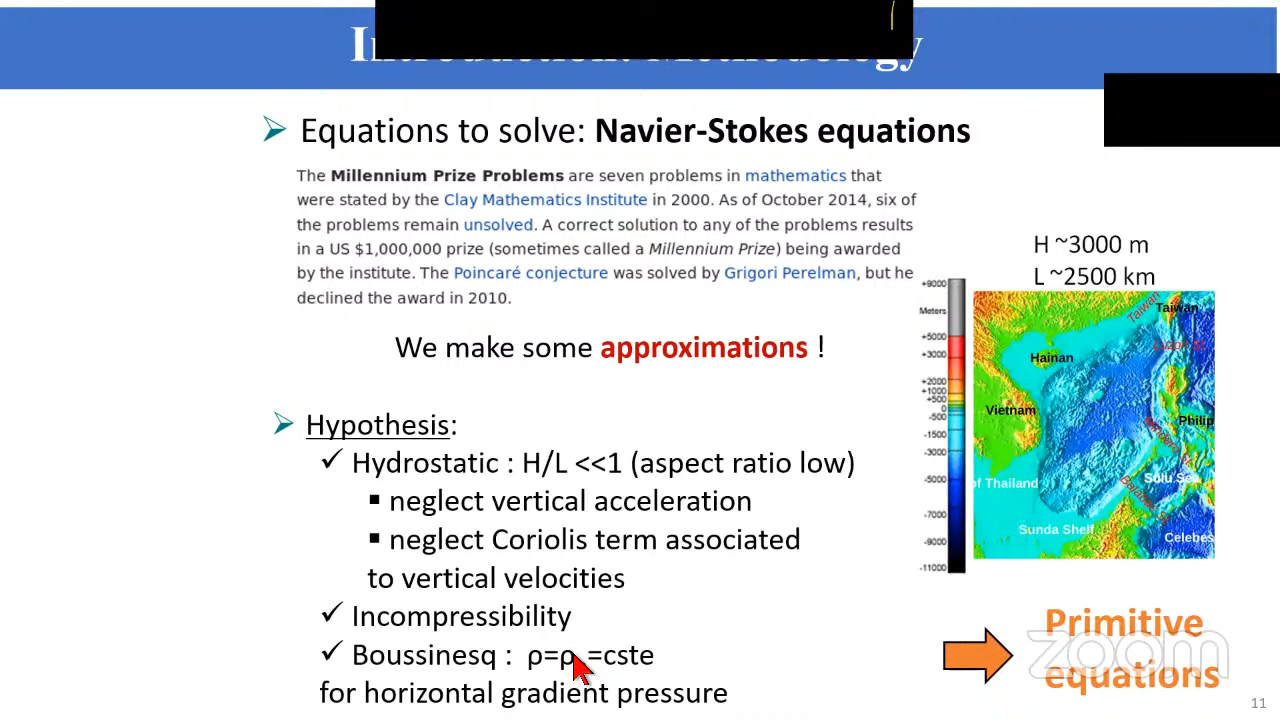 ➢ Equations to solve: Navier-Stokes equations
The Millennium Prize Problems are seven problems in mathematics that
were stated by the Clay Mathematics Institute in 2000. As of October 2014, six of
the problems remain unsolved. A correct solution to any of the problems results
in a US $1,000,000 prize (sometimes called a Millennium Prize) being awarded
by the institute. The Poincaré conjecture was solved by Grigori Perelman, but he
declined the award in 2010.
We make some approximations !
➢ Hypothesis:
✓ Hydrostatic : H/L <<1 (aspect ratio low)
▪ neglect vertical acceleration
▪ neglect Coriolis term associated
to vertical velocities
✓ Incompressibility
✓ Boussinesq : ρ=ρ =cste
for horizontal gradient pressure
H ~3000 m
L ~2500 km
+9000
Meters
+5000
+3000
+2000
+1000
+500
0
-500
-1500
-3000
-5000
-7000
-9000
-11000
Taiwan
Taiwan
Luzon St.
Hainan
Vietnam
Philip
of Thailand
Sulu Sea
Sunda Shelf
Celebes
Primitive
equations
zoom
11